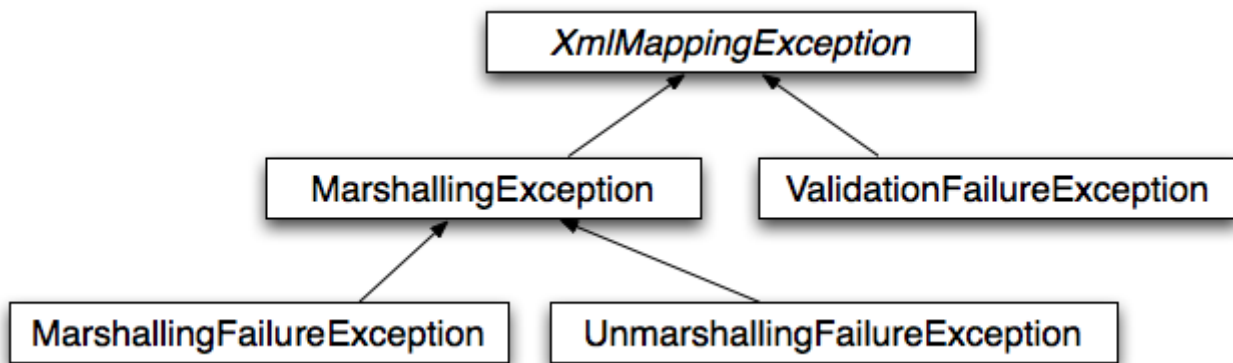 XmlMappingException
MarshallingException
ValidationFailureException
MarshallingFailureException
UnmarshallingFailureException